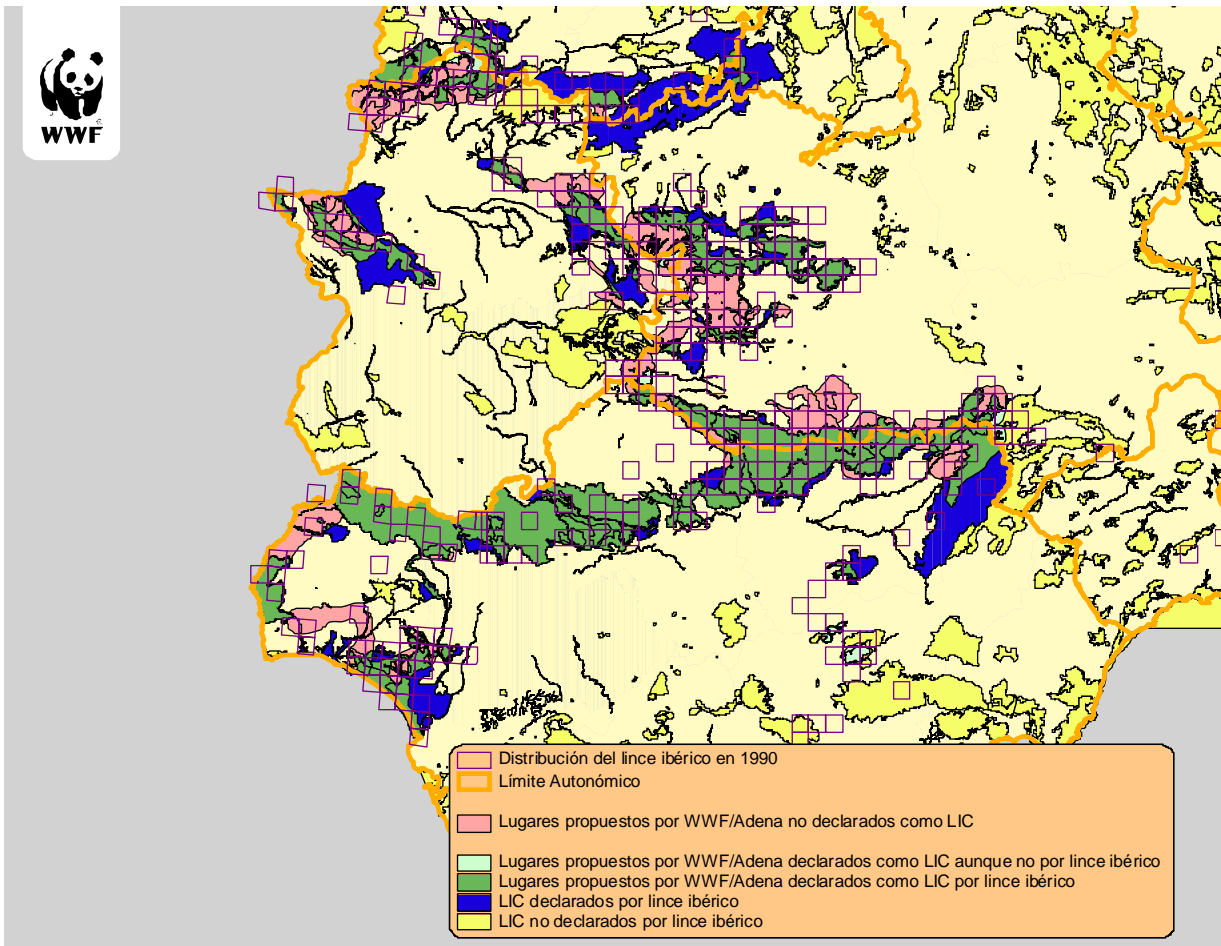 WWF
Distribución del lince ibérico en 1990
Límite Autonómico
Lugares propuestos por WWF/Adena no declarados como LIC
Lugares propuestos por WWF/Adena declarados como LIC aunque no por lince ibérico
Lugares propuestos por WWF/Adena declarados como LIC por lince ibérico
LIC declarados por lince ibérico
LIC no declarados por lince ibérico